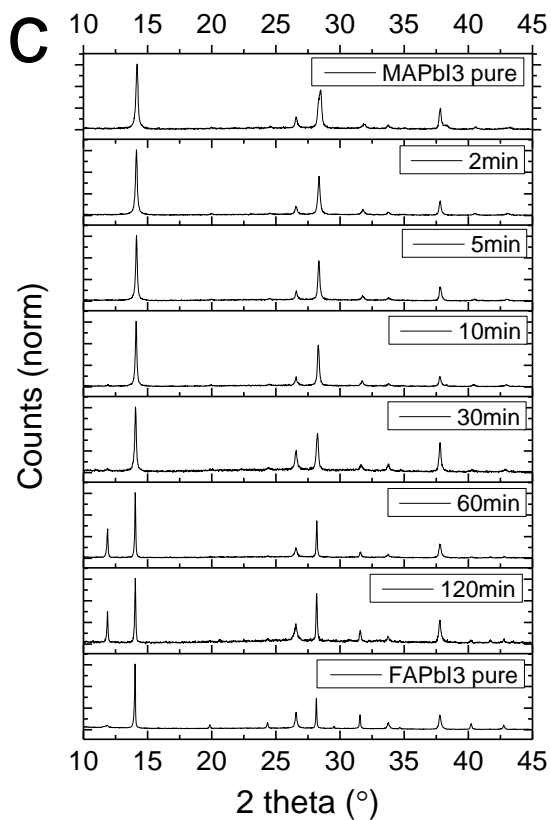 C
10 15 20 25 30 35 40 45
MAPbI3 pure
2min
5min
10min
30min
60min
120min
FAPbI3 pure
Counts (norm)
10 15 20 25 30 35 40 45
2 theta (°)